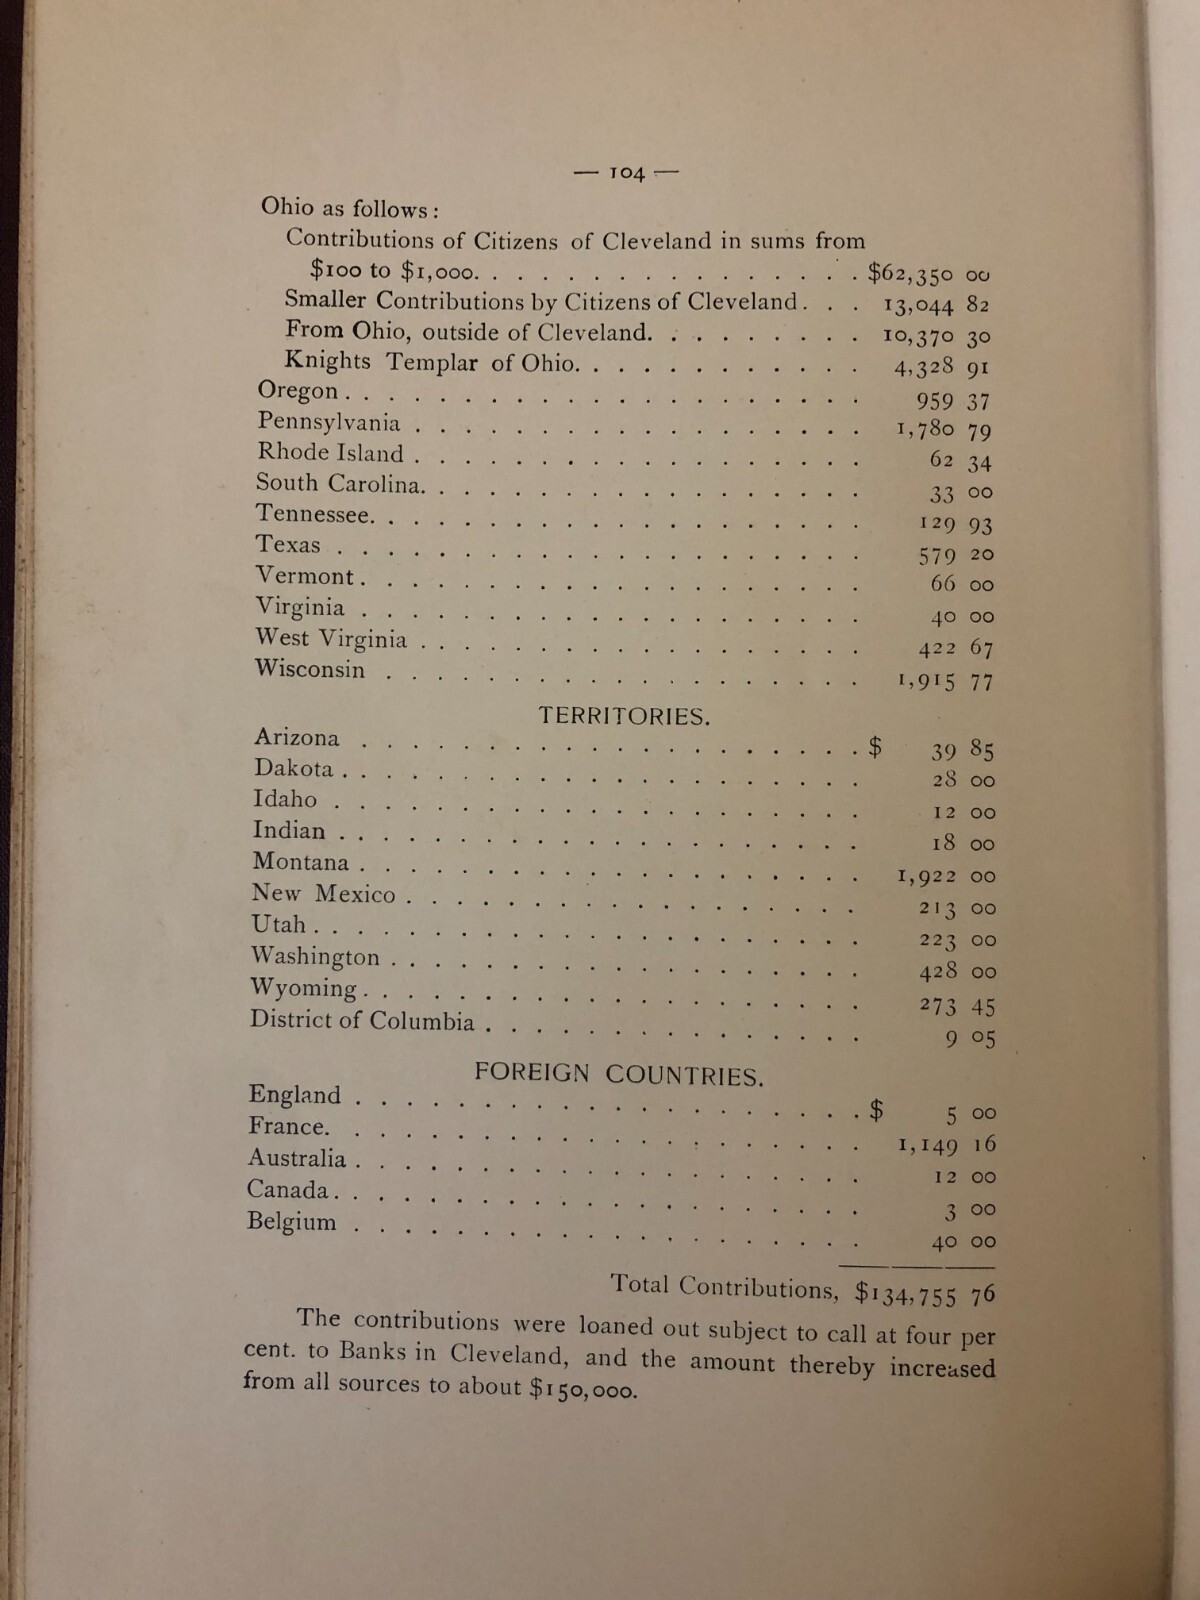 — 104 —
Ohio as follows:
Contributions of Citizens of Cleveland in sums from
$100 to $1,000. . . . . . . . . . . . . . . . . $62,350 00
Smaller Contributions by Citizens of Cleveland. . . 13,044 82
From Ohio, outside of Cleveland. . . . . . . . . 10,370 30
Knights Templar of Ohio. . . . . . . . . . . . 4,328 91
Oregon . . . . . . . . . . . . . . . . . . . . 959 37
Pennsylvania . . . . . . . . . . . . . . . . . . 1,780 79
Rhode Island . . . . . . . . . . . . . . . . . . 62 34
South Carolina. . . . . . . . . . . . . . . . . . 33 00
Tennessee. . . . . . . . . . . . . . . . . . . . 129 93
Texas . . . . . . . . . . . . . . . . . . . . . 579 20
Vermont . . . . . . . . . . . . . . . . . . . . 66 00
Virginia . . . . . . . . . . . . . . . . . . . . 40 00
West Virginia . . . . . . . . . . . . . . . . . . 422 67
Wisconsin . . . . . . . . . . . . . . . . . . . 1,915 77
TERRITORIES.
Arizona . . . . . . . . . . . . . . . . . . . . $ 39 85
Dakota . . . . . . . . . . . . . . . . . . . . 28 00
Idaho . . . . . . . . . . . . . . . . . . . . . 12 00
Indian . . . . . . . . . . . . . . . . . . . . 18 00
Montana . . . . . . . . . . . . . . . . . . . . 1,922 00
New Mexico . . . . . . . . . . . . . . . . . . 213 00
Utah . . . . . . . . . . . . . . . . . . . . . 223 00
Washington . . . . . . . . . . . . . . . . . . . 428 00
Wyoming . . . . . . . . . . . . . . . . . . . . 273 45
District of Columbia . . . . . . . . . . . . . . . 9 05
FOREIGN COUNTRIES.
England . . . . . . . . . . . . . . . . . . . . $ 5 00
France. . . . . . . . . . . . . . . . . . . . . 1,149 16
Australia . . . . . . . . . . . . . . . . . . . . 12 00
Canada . . . . . . . . . . . . . . . . . . . . . 3 00
Belgium . . . . . . . . . . . . . . . . . . . . 40 00
Total Contributions, $134,755 76
The contributions were loaned out subject to call at four per
cent. to Banks in Cleveland, and the amount thereby increased
from all sources to about $150,000.